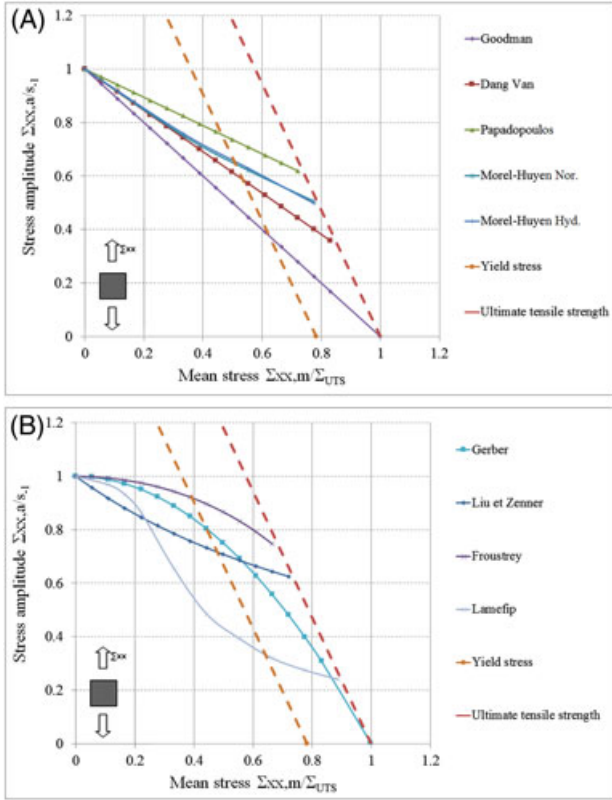 (A)
1.2
1
0.8
0.6
0.4
0.2
0
Stress amplitude Σxx,a/s-1
Σxx
0 0.2 0.4 0.6 0.8 1 1.2
Mean stress Σxx,m/ΣUTS
Goodman
Dang Van
Papadopoulos
Morel-Huyen Nor.
Morel-Huyen Hyd.
Yield stress
Ultimate tensile strength
(B)
1.2
1
0.8
0.6
0.4
0.2
0
Stress amplitude Σxx,a/s-1
Σxx
0 0.2 0.4 0.6 0.8 1 1.2
Mean stress Σxx,m/ΣUTS
Gerber
Liu et Zenner
Froustrey
Lamefip
Yield stress
Ultimate tensile strength